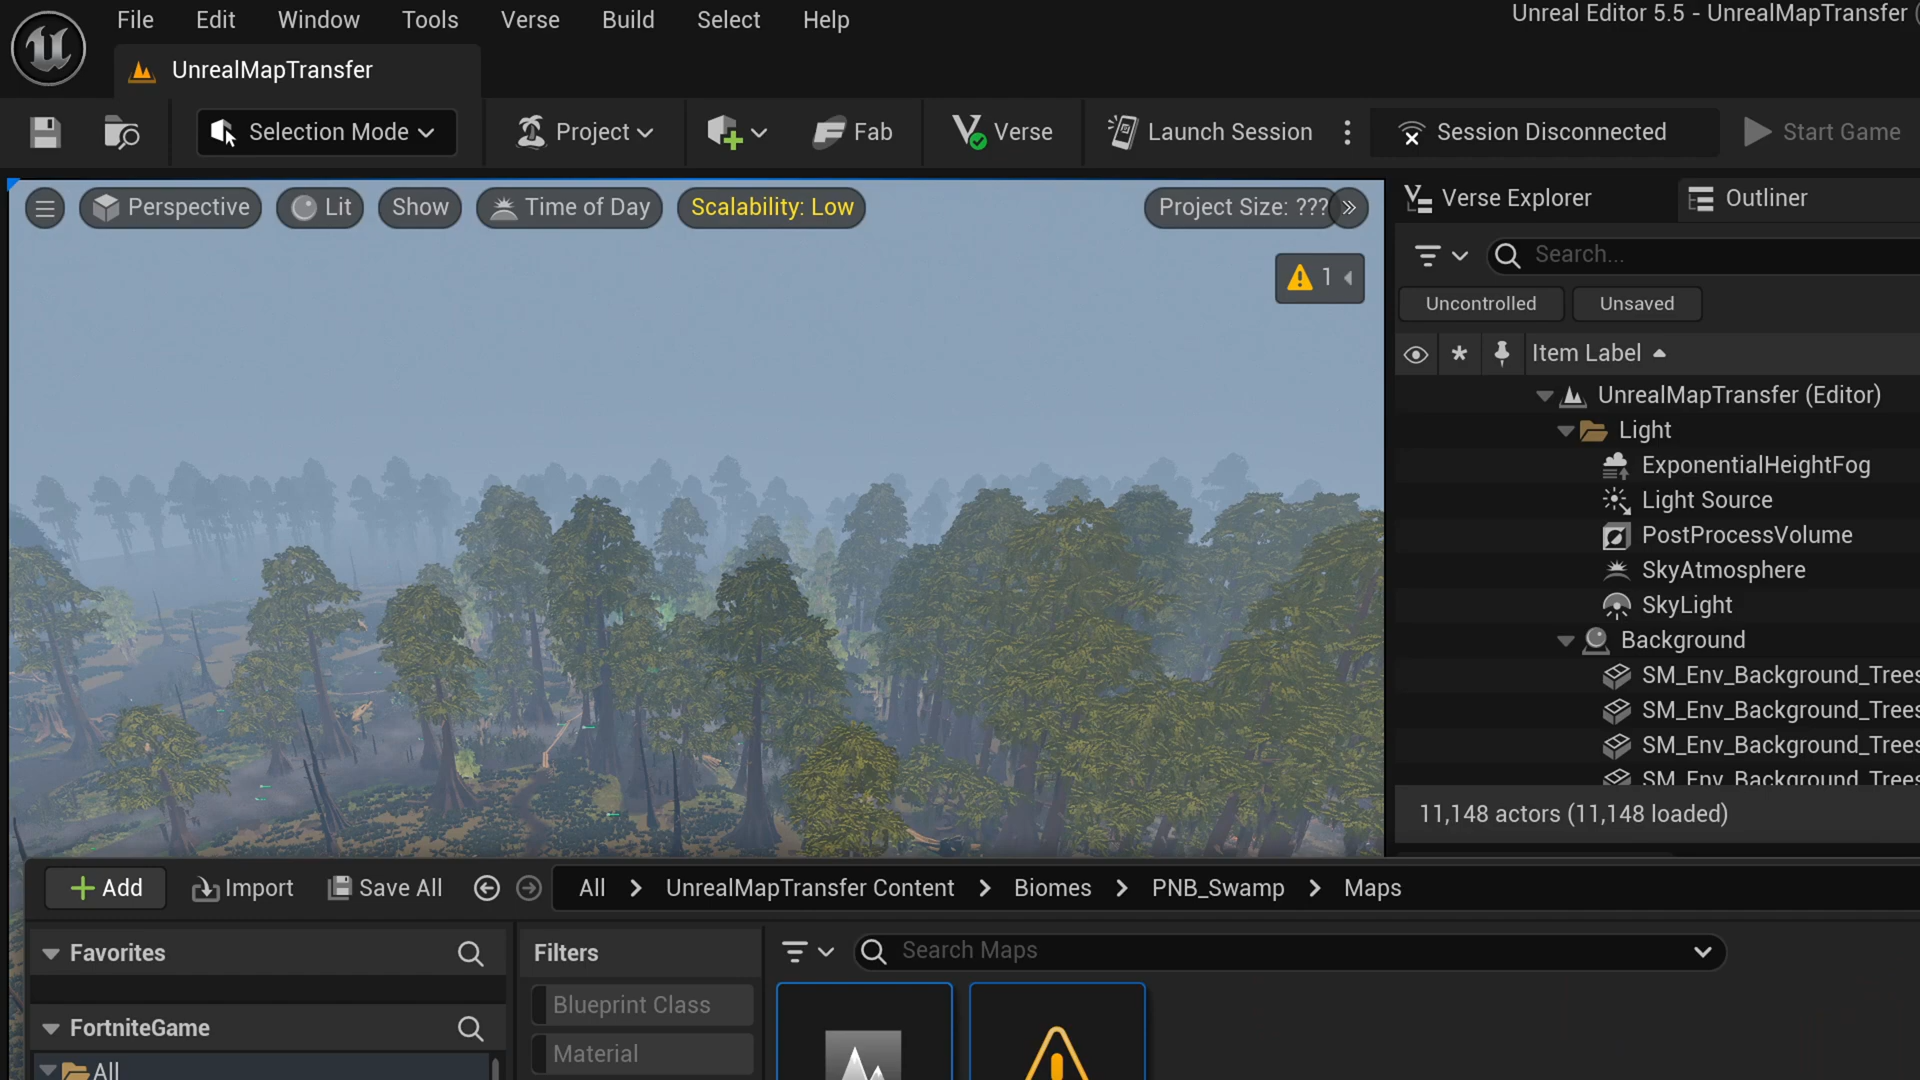 File Edit Window Tools Verse Build Select Help
Unreal Editor 5.5 - UnrealMapTransfer
UnrealMapTransfer
Selection Mode
Project
Fab
Verse
Launch Session
Session Disconnected
Start Game
Perspective
Lit
Show
Time of Day
Scalability: Low
Project Size: ???
1
Verse Explorer
Outliner
Search...
Uncontrolled
Unsaved
Item Label
UnrealMapTransfer (Editor)
Light
ExponentialHeightFog
Light Source
PostProcessVolume
SkyAtmosphere
SkyLight
Background
SM_Env_Background_Trees
SM_Env_Background_Trees
SM_Env_Background_Trees
SM_Env_Background_Trees
11,148 actors (11,148 loaded)
Add
Import
Save All
All > UnrealMapTransfer Content > Biomes > PNB_Swamp > Maps
Favorites
Filters
Search Maps
Blueprint Class
FortniteGame
Material
All